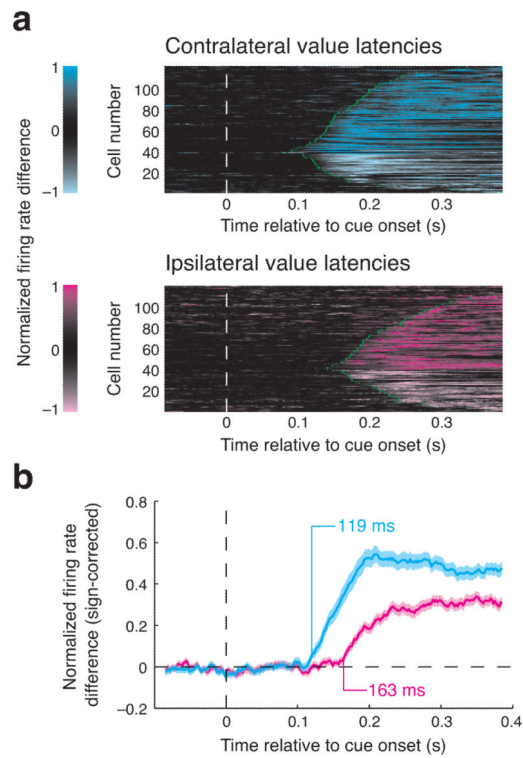 a
Contralateral value latencies
Normalized firing rate difference
1
0
−1
Cell number
100
80
60
40
20
0
0.1
0.2
0.3
Time relative to cue onset (s)
Ipsilateral value latencies
1
0
−1
Cell number
100
80
60
40
20
0
0.1
0.2
0.3
Time relative to cue onset (s)
b
Normalized firing rate
difference (sign-corrected)
0.8
0.6
0.4
0.2
0
−0.2
119 ms
163 ms
0
0.1
0.2
0.3
0.4
Time relative to cue onset (s)